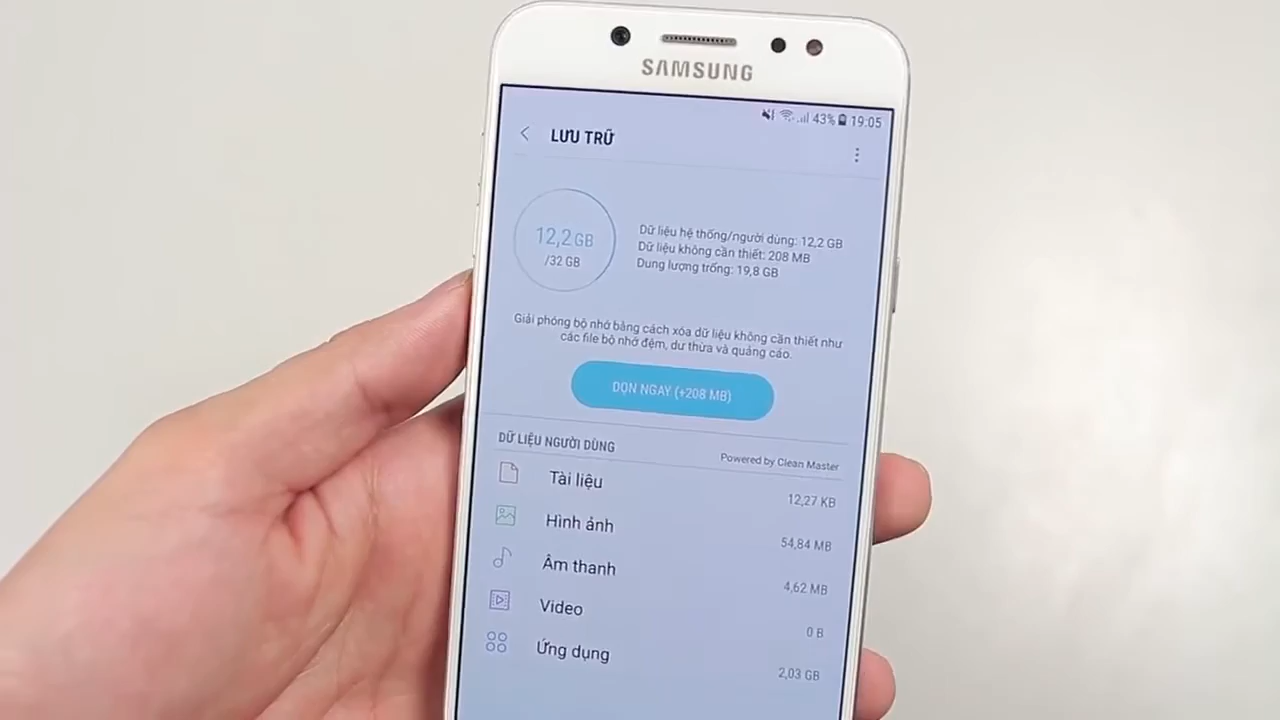 SAMSUNG
43% 19:05
LƯU TRỮ
12,2 GB
/32 GB
Dữ liệu hệ thống/người dùng: 12,2 GB
Dữ liệu không cần thiết: 208 MB
Dung lượng trống: 19,8 GB
Giải phóng bộ nhớ bằng cách xóa dữ liệu không cần thiết như
các file bộ nhớ đệm, dư thừa và quảng cáo.
DỌN NGAY (+208 MB)
DỮ LIỆU NGƯỜI DÙNG
Powered by Clean Master
Tài liệu
12,27 KB
Hình ảnh
54,84 MB
Âm thanh
4,62 MB
Video
0 B
Ứng dụng
2,03 GB